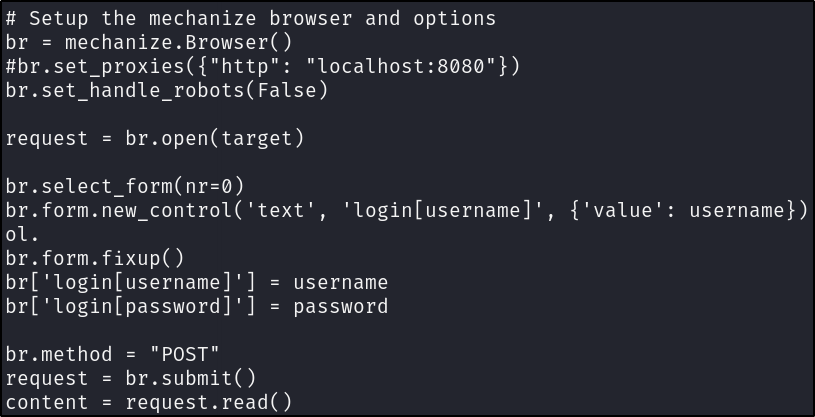 # Setup the mechanize browser and options
br = mechanize.Browser()
#br.set_proxies({"http": "localhost:8080"})
br.set_handle_robots(False)

request = br.open(target)

br.select_form(nr=0)
br.form.new_control('text', 'login[username]', {'value': username})
ol.
br.form.fixup()
br['login[username]'] = username
br['login[password]'] = password

br.method = "POST"
request = br.submit()
content = request.read()